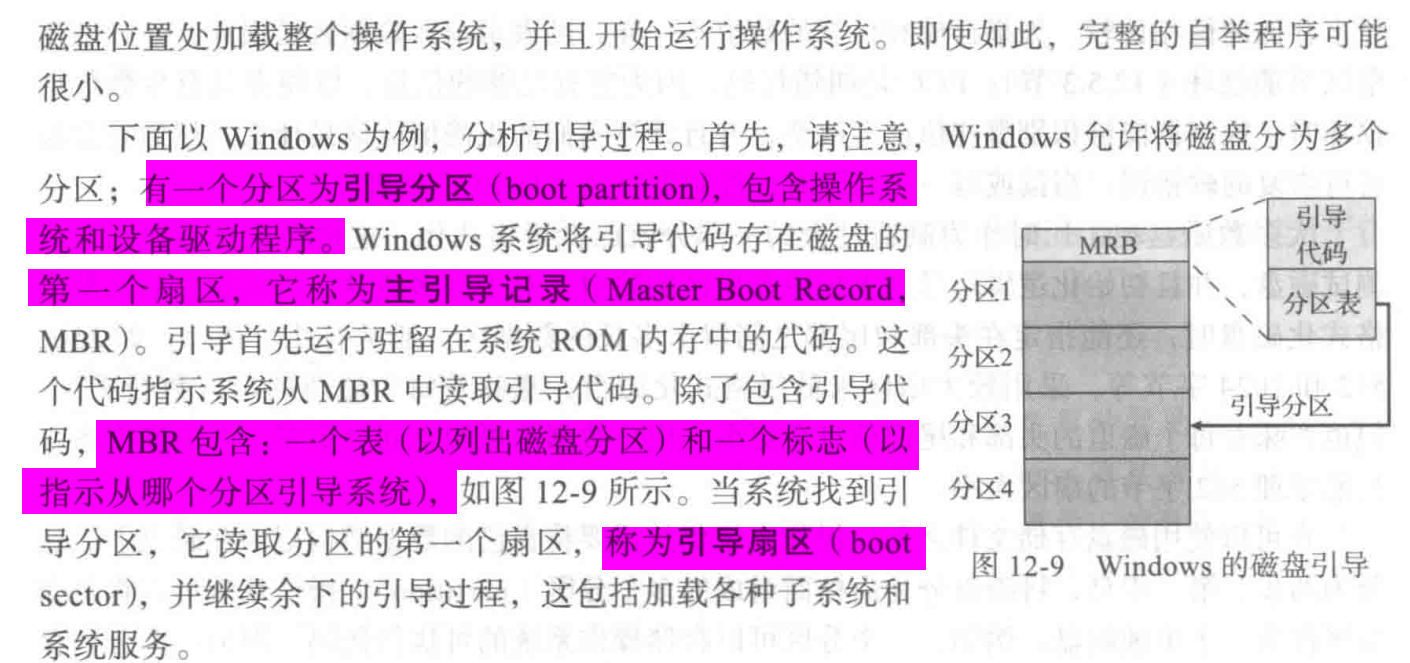 磁盘位置处加载整个操作系统，并且开始运行操作系统。即使如此，完整的自举程序可能
很小。
下面以 Windows 为例，分析引导过程。首先，请注意，Windows 允许将磁盘分为多个
分区；有一个分区为引导分区（boot partition），包含操作系
统和设备驱动程序。Windows 系统将引导代码存在磁盘的
第一个扇区，它称为主引导记录（Master Boot Record,
MBR）。引导首先运行驻留在系统 ROM 内存中的代码。这
个代码指示系统从 MBR 中读取引导代码。除了包含引导代
码，MBR 包含：一个表（以列出磁盘分区）和一个标志（以
指示从哪个分区引导系统），如图 12-9 所示。当系统找到引
导分区，它读取分区的第一个扇区，称为引导扇区（boot
sector），并继续余下的引导过程，这包括加载各种子系统和
系统服务。
MRB
引导
代码
分区表
分区1
分区2
分区3
分区4
引导分区
图 12-9 Windows 的磁盘引导